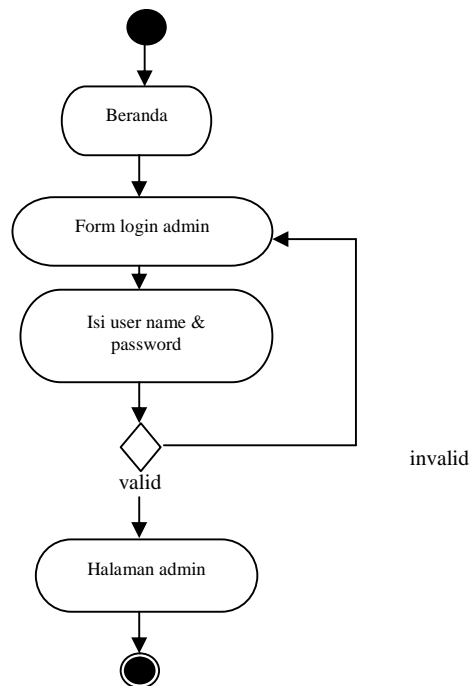 Beranda
Form login admin
Isi user name &
password
invalid
valid
Halaman admin